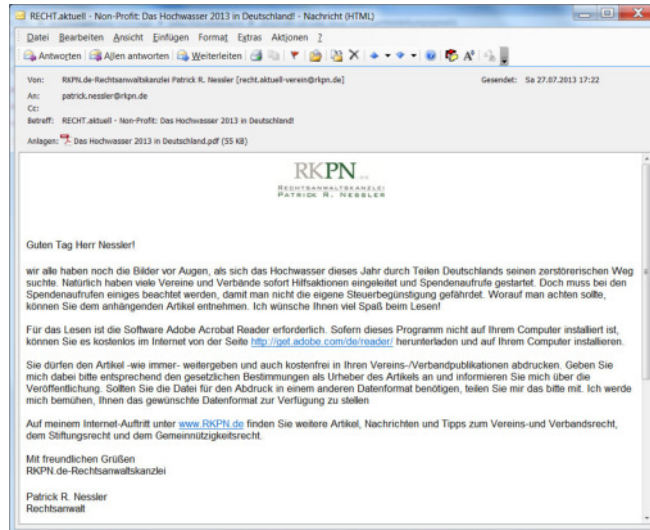 RECHT.aktuell - Non-Profit: Das Hochwasser 2013 in Deutschland! - Nachricht (HTML)
Datei Bearbeiten Ansicht Einfügen Format Extras Aktionen ?
Antworten Allen antworten Weiterleiten
Von: RKPN.de-Rechtsanwaltskanzlei Patrick R. Nessler [recht.aktuell-verein@rkpn.de] Gesendet: Sa 27.07.2013 17:22
An: patrick.nessler@rkpn.de
Cc:
Betreff: RECHT.aktuell - Non-Profit: Das Hochwasser 2013 in Deutschland!
Anlagen: Das Hochwasser 2013 in Deutschland.pdf (55 KB)
RKPN
RECHTSANWALTSKANZLEI
PATRICK R. NESSLER
Guten Tag Herr Nessler!
wir alle haben noch die Bilder vor Augen, als sich das Hochwasser dieses Jahr durch Teilen Deutschlands seinen zerstörerischen Weg
suchte. Natürlich haben viele Vereine und Verbände sofort Hilfsaktionen eingeleitet und Spendenaufrufe gestartet. Doch muss bei den
Spendenaufrufen einiges beachtet werden, damit man nicht die eigene Steuerbegünstigung gefährdet. Worauf man achten sollte,
können Sie dem anhängenden Artikel entnehmen. Ich wünsche Ihnen viel Spaß beim Lesen!
Für das Lesen ist die Software Adobe Acrobat Reader erforderlich. Sofern dieses Programm nicht auf Ihrem Computer installiert ist,
können Sie es kostenlos im Internet von der Seite http://get.adobe.com/de/reader/ herunterladen und auf Ihrem Computer installieren.
Sie dürfen den Artikel -wie immer- weitergeben und auch kostenfrei in Ihren Vereins-/Verbandpublikationen abdrucken. Geben Sie
mich dabei bitte entsprechend den gesetzlichen Bestimmungen als Urheber des Artikels an und informieren Sie mich über die
Veröffentlichung. Sollten Sie die Datei für den Abdruck in einem anderen Datenformat benötigen, teilen Sie mir das bitte mit. Ich werde
mich bemühen, Ihnen das gewünschte Datenformat zur Verfügung zu stellen
Auf meinem Internet-Auftritt unter www.RKPN.de finden Sie weitere Artikel, Nachrichten und Tipps zum Vereins-und Verbandsrecht,
dem Stiftungsrecht und dem Gemeinnützigkeitsrecht.
Mit freundlichen Grüßen
RKPN.de-Rechtsanwaltskanzlei
Patrick R. Nessler
Rechtsanwalt